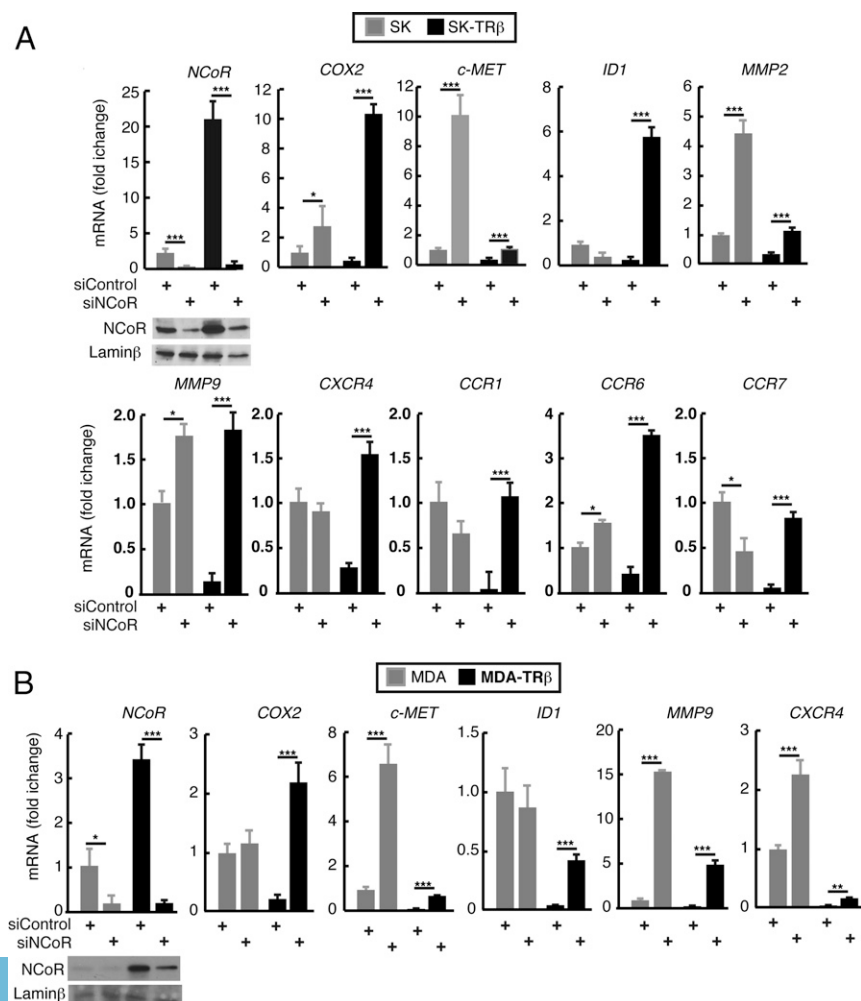 A
SK SK-TRβ
NCoR COX2 c-MET ID1 MMP2
mRNA (fold ichange)
25 20 15 10 5 0
12 10 8 6 4 2 0
12 10 8 6 4 2 0
8 6 4 2 0
6 5 4 3 2 1 0
*** *** * *** *** *** *** *** ***
siControl + + + + + + + + + +
siNCoR + + + + + + + + + +
NCoR
Laminβ
MMP9 CXCR4 CCR1 CCR6 CCR7
mRNA (fold ichange)
2.0 1.5 1.0 0.5 0
2.0 1.5 1.0 0.5 0
2.0 1.5 1.0 0.5 0
4 3 2 1 0
2.0 1.5 1.0 0.5 0
* *** *** *** * *** * ***
siControl + + + + + + + + + +
siNCoR + + + + + + + + + +
B
MDA MDA-TRβ
NCoR COX2 c-MET ID1 MMP9 CXCR4
mRNA (fold ichange)
4 3 2 1 0
3 2 1 0
8 6 4 2 0
1.5 1.0 0.5 0
20 15 10 5 0
3 2 1 0
* *** *** *** *** *** *** *** *** **
siControl + + + + + + + + + + + +
siNCoR + + + + + + + + + + + +
NCoR
Laminβ